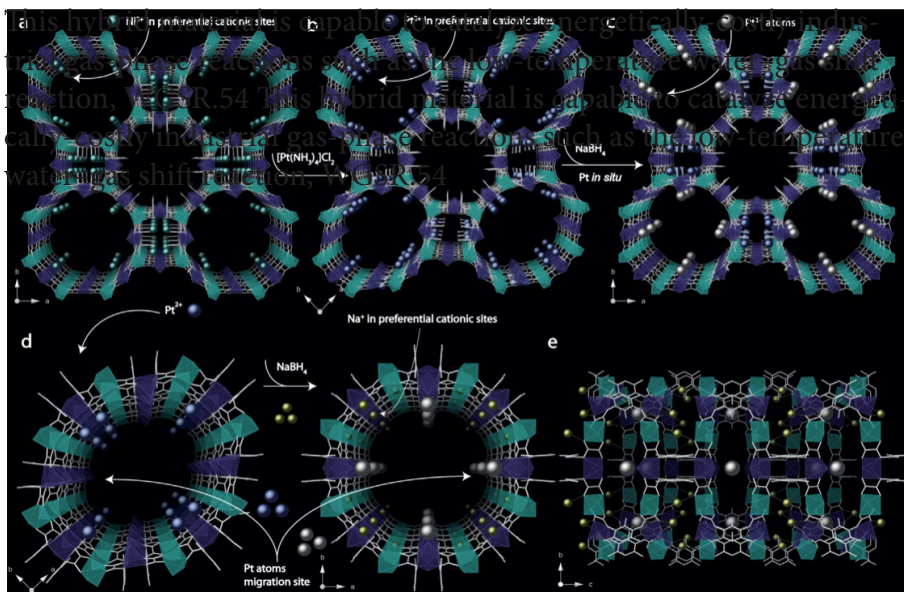 a
Ni²⁺ in preferential cationic sites
b
Pt²⁺ in preferential cationic sites
c
atoms
This hybrid material is capable to catalyze energetically-costly indus-
trial gas-phase reactions such as the low-temperature water-gas shift
reaction, WGSR.54 This hybrid material is capable to catalyze energeti-
cally-costly industrial gas-phase reactions such as the low-temperature
water-gas shift reaction, WGSR.54
[Pt(NH₃)₄]Cl₂
NaBH₄
Pt in situ
b
a
b
a
b
a
Pt²⁺
Na⁺ in preferential cationic sites
d
NaBH₄
e
Pt atoms
migration site
b
a
b
a
b
c